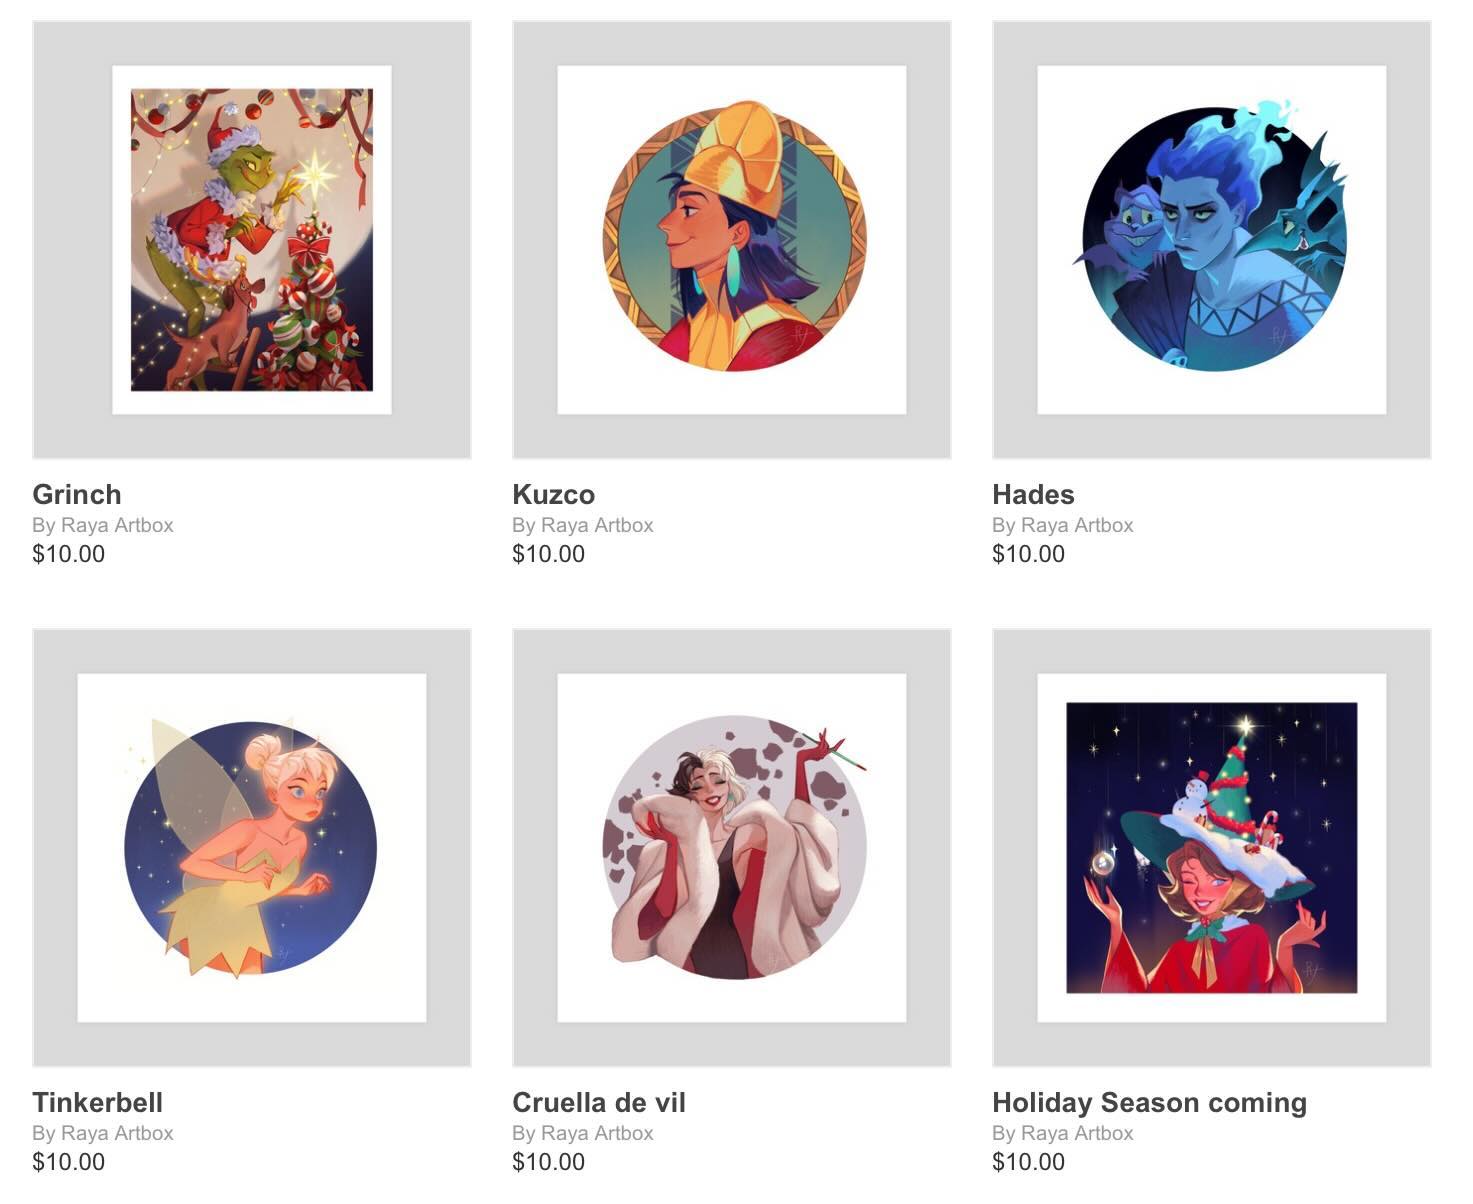 Grinch
By Raya Artbox
$10.00
Kuzco
By Raya Artbox
$10.00
Hades
By Raya Artbox
$10.00
Tinkerbell
By Raya Artbox
$10.00
Cruella de vil
By Raya Artbox
$10.00
Holiday Season coming
By Raya Artbox
$10.00